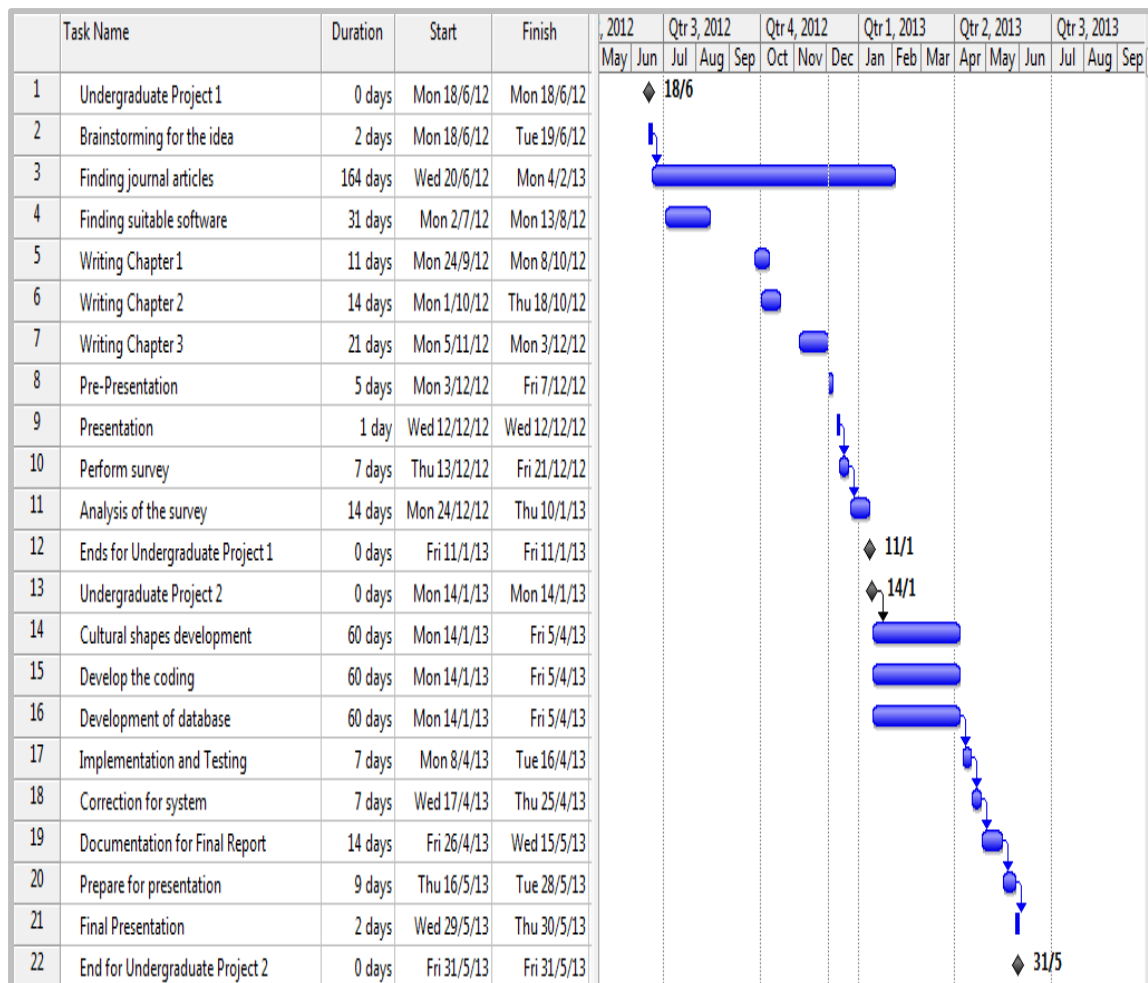 Task Name Duration Start Finish , 2012 Qtr 3, 2012 Qtr 4, 2012 Qtr 1, 2013 Qtr 2, 2013 Qtr 3, 2013
May Jun Jul Aug Sep Oct Nov Dec Jan Feb Mar Apr May Jun Jul Aug Sep
1 Undergraduate Project 1 0 days Mon 18/6/12 Mon 18/6/12 18/6
2 Brainstorming for the idea 2 days Mon 18/6/12 Tue 19/6/12
3 Finding journal articles 164 days Wed 20/6/12 Mon 4/2/13
4 Finding suitable software 31 days Mon 2/7/12 Mon 13/8/12
5 Writing Chapter 1 11 days Mon 24/9/12 Mon 8/10/12
6 Writing Chapter 2 14 days Mon 1/10/12 Thu 18/10/12
7 Writing Chapter 3 21 days Mon 5/11/12 Mon 3/12/12
8 Pre-Presentation 5 days Mon 3/12/12 Fri 7/12/12
9 Presentation 1 day Wed 12/12/12 Wed 12/12/12
10 Perform survey 7 days Thu 13/12/12 Fri 21/12/12
11 Analysis of the survey 14 days Mon 24/12/12 Thu 10/1/13
12 Ends for Undergraduate Project 1 0 days Fri 11/1/13 Fri 11/1/13 11/1
13 Undergraduate Project 2 0 days Mon 14/1/13 Mon 14/1/13 14/1
14 Cultural shapes development 60 days Mon 14/1/13 Fri 5/4/13
15 Develop the coding 60 days Mon 14/1/13 Fri 5/4/13
16 Development of database 60 days Mon 14/1/13 Fri 5/4/13
17 Implementation and Testing 7 days Mon 8/4/13 Tue 16/4/13
18 Correction for system 7 days Wed 17/4/13 Thu 25/4/13
19 Documentation for Final Report 14 days Fri 26/4/13 Wed 15/5/13
20 Prepare for presentation 9 days Thu 16/5/13 Tue 28/5/13
21 Final Presentation 2 days Wed 29/5/13 Thu 30/5/13
22 End for Undergraduate Project 2 0 days Fri 31/5/13 Fri 31/5/13 31/5